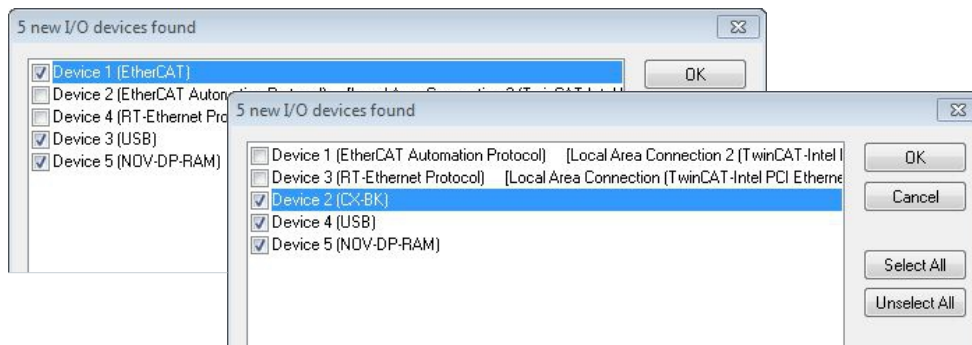 5 new I/O devices found
Device 1 (EtherCAT)
OK
Device 2 (EtherCAT Autom
Device 4 (RT-Ethernet Pro
Device 3 (USB)
Device 5 (NOV-DP-RAM)
5 new I/O devices found
Device 1 (EtherCAT Automation Protocol) [Local Area Connection 2 (TwinCAT-Intel
Device 3 (RT-Ethernet Protocol) [Local Area Connection (TwinCAT-Intel PCI Etherne
Device 2 (CX-BK)
Device 4 (USB)
Device 5 (NOV-DP-RAM)
OK
Cancel
Select All
Unselect All